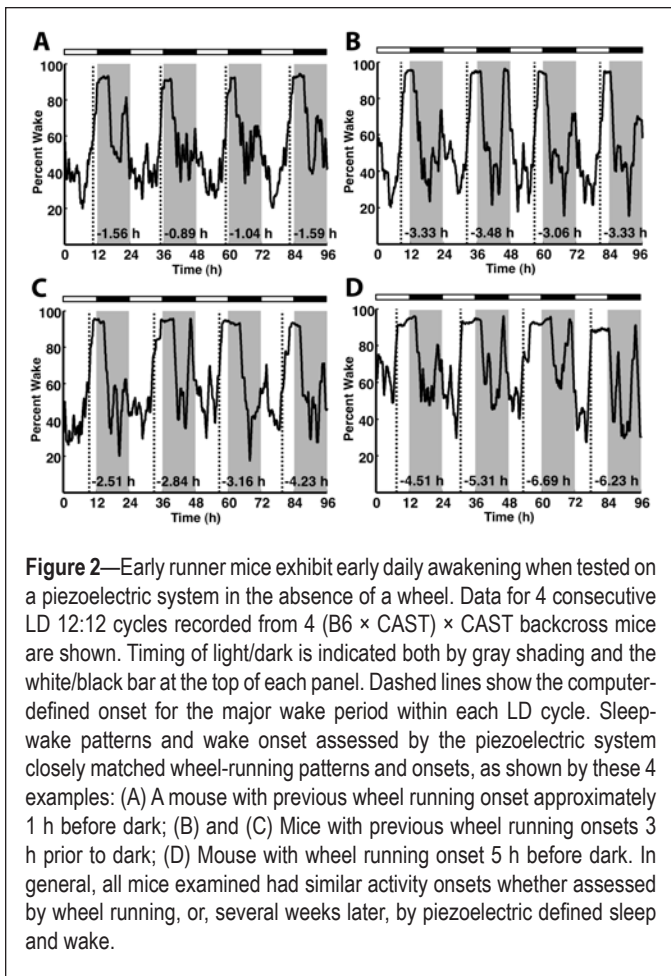 A
B
100
80
60
40
20
Percent Wake
-1.56 h
-0.89 h
-1.04 h
-1.59 h
0 12 24 36 48 60 72 84 96
Time (h)
100
80
60
40
20
Percent Wake
-3.33 h
-3.48 h
-3.06 h
-3.33 h
0 12 24 36 48 60 72 84 96
Time (h)
C
D
100
80
60
40
20
Percent Wake
-2.51 h
-2.84 h
-3.16 h
-4.23 h
0 12 24 36 48 60 72 84 96
Time (h)
100
80
60
40
20
Percent Wake
-4.51 h
-5.31 h
-6.69 h
-6.23 h
0 12 24 36 48 60 72 84 96
Time (h)
Figure 2—Early runner mice exhibit early daily awakening when tested on
a piezoelectric system in the absence of a wheel. Data for 4 consecutive
LD 12:12 cycles recorded from 4 (B6 × CAST) × CAST backcross mice
are shown. Timing of light/dark is indicated both by gray shading and the
white/black bar at the top of each panel. Dashed lines show the computer-
defined onset for the major wake period within each LD cycle. Sleep-
wake patterns and wake onset assessed by the piezoelectric system
closely matched wheel-running patterns and onsets, as shown by these 4
examples: (A) A mouse with previous wheel running onset approximately
1 h before dark; (B) and (C) Mice with previous wheel running onsets 3
h prior to dark; (D) Mouse with wheel running onset 5 h before dark. In
general, all mice examined had similar activity onsets whether assessed
by wheel running, or, several weeks later, by piezoelectric defined sleep
and wake.